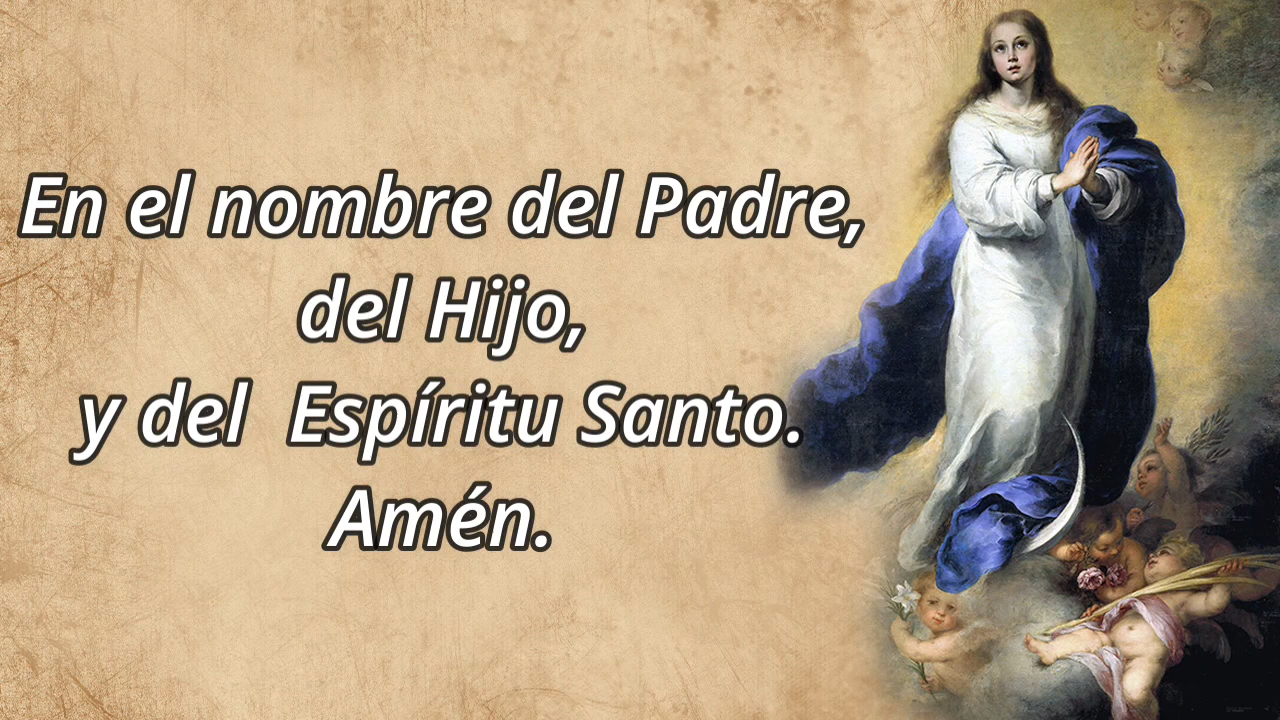 En el nombre del Padre,
del Hijo,
y del  Espíritu Santo.
Amén.